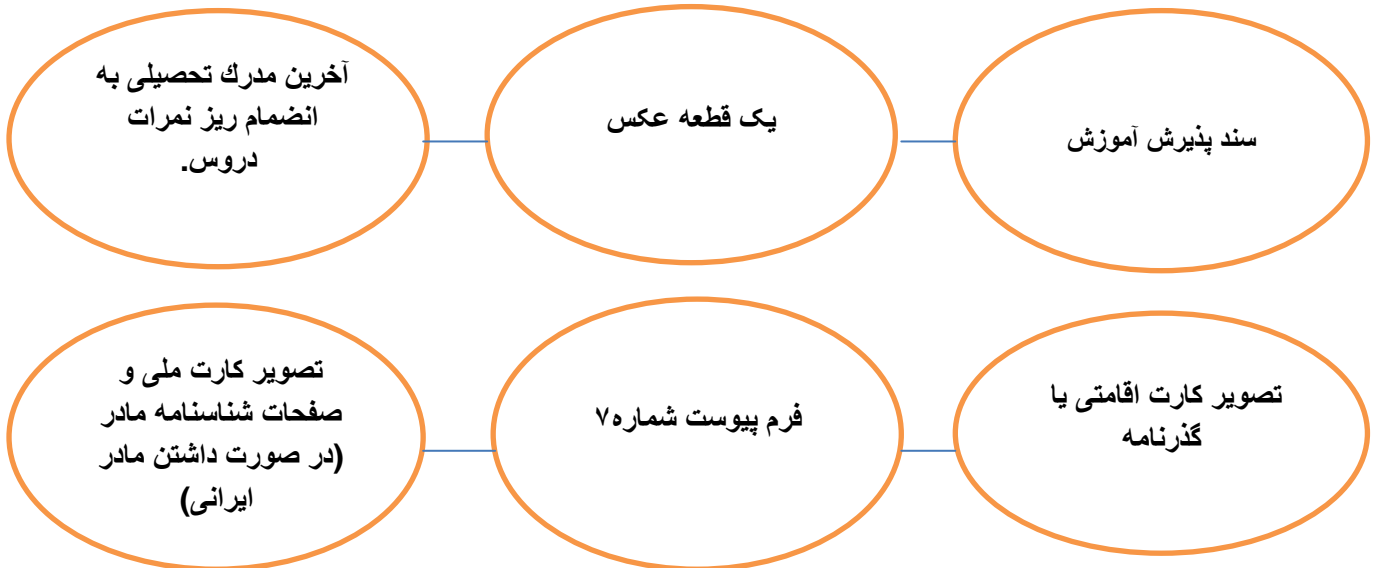 سند پذیرش آموزش
یک قطعه عکس
آخرین مدرك تحصیلی به
انضمام ریز نمرات
دروس.
تصویر کارت اقامتی یا
گذرنامه
فرم پیوست شماره۷
تصویر کارت ملی و
صفحات شناسنامه مادر
(در صورت داشتن مادر
ایرانی)